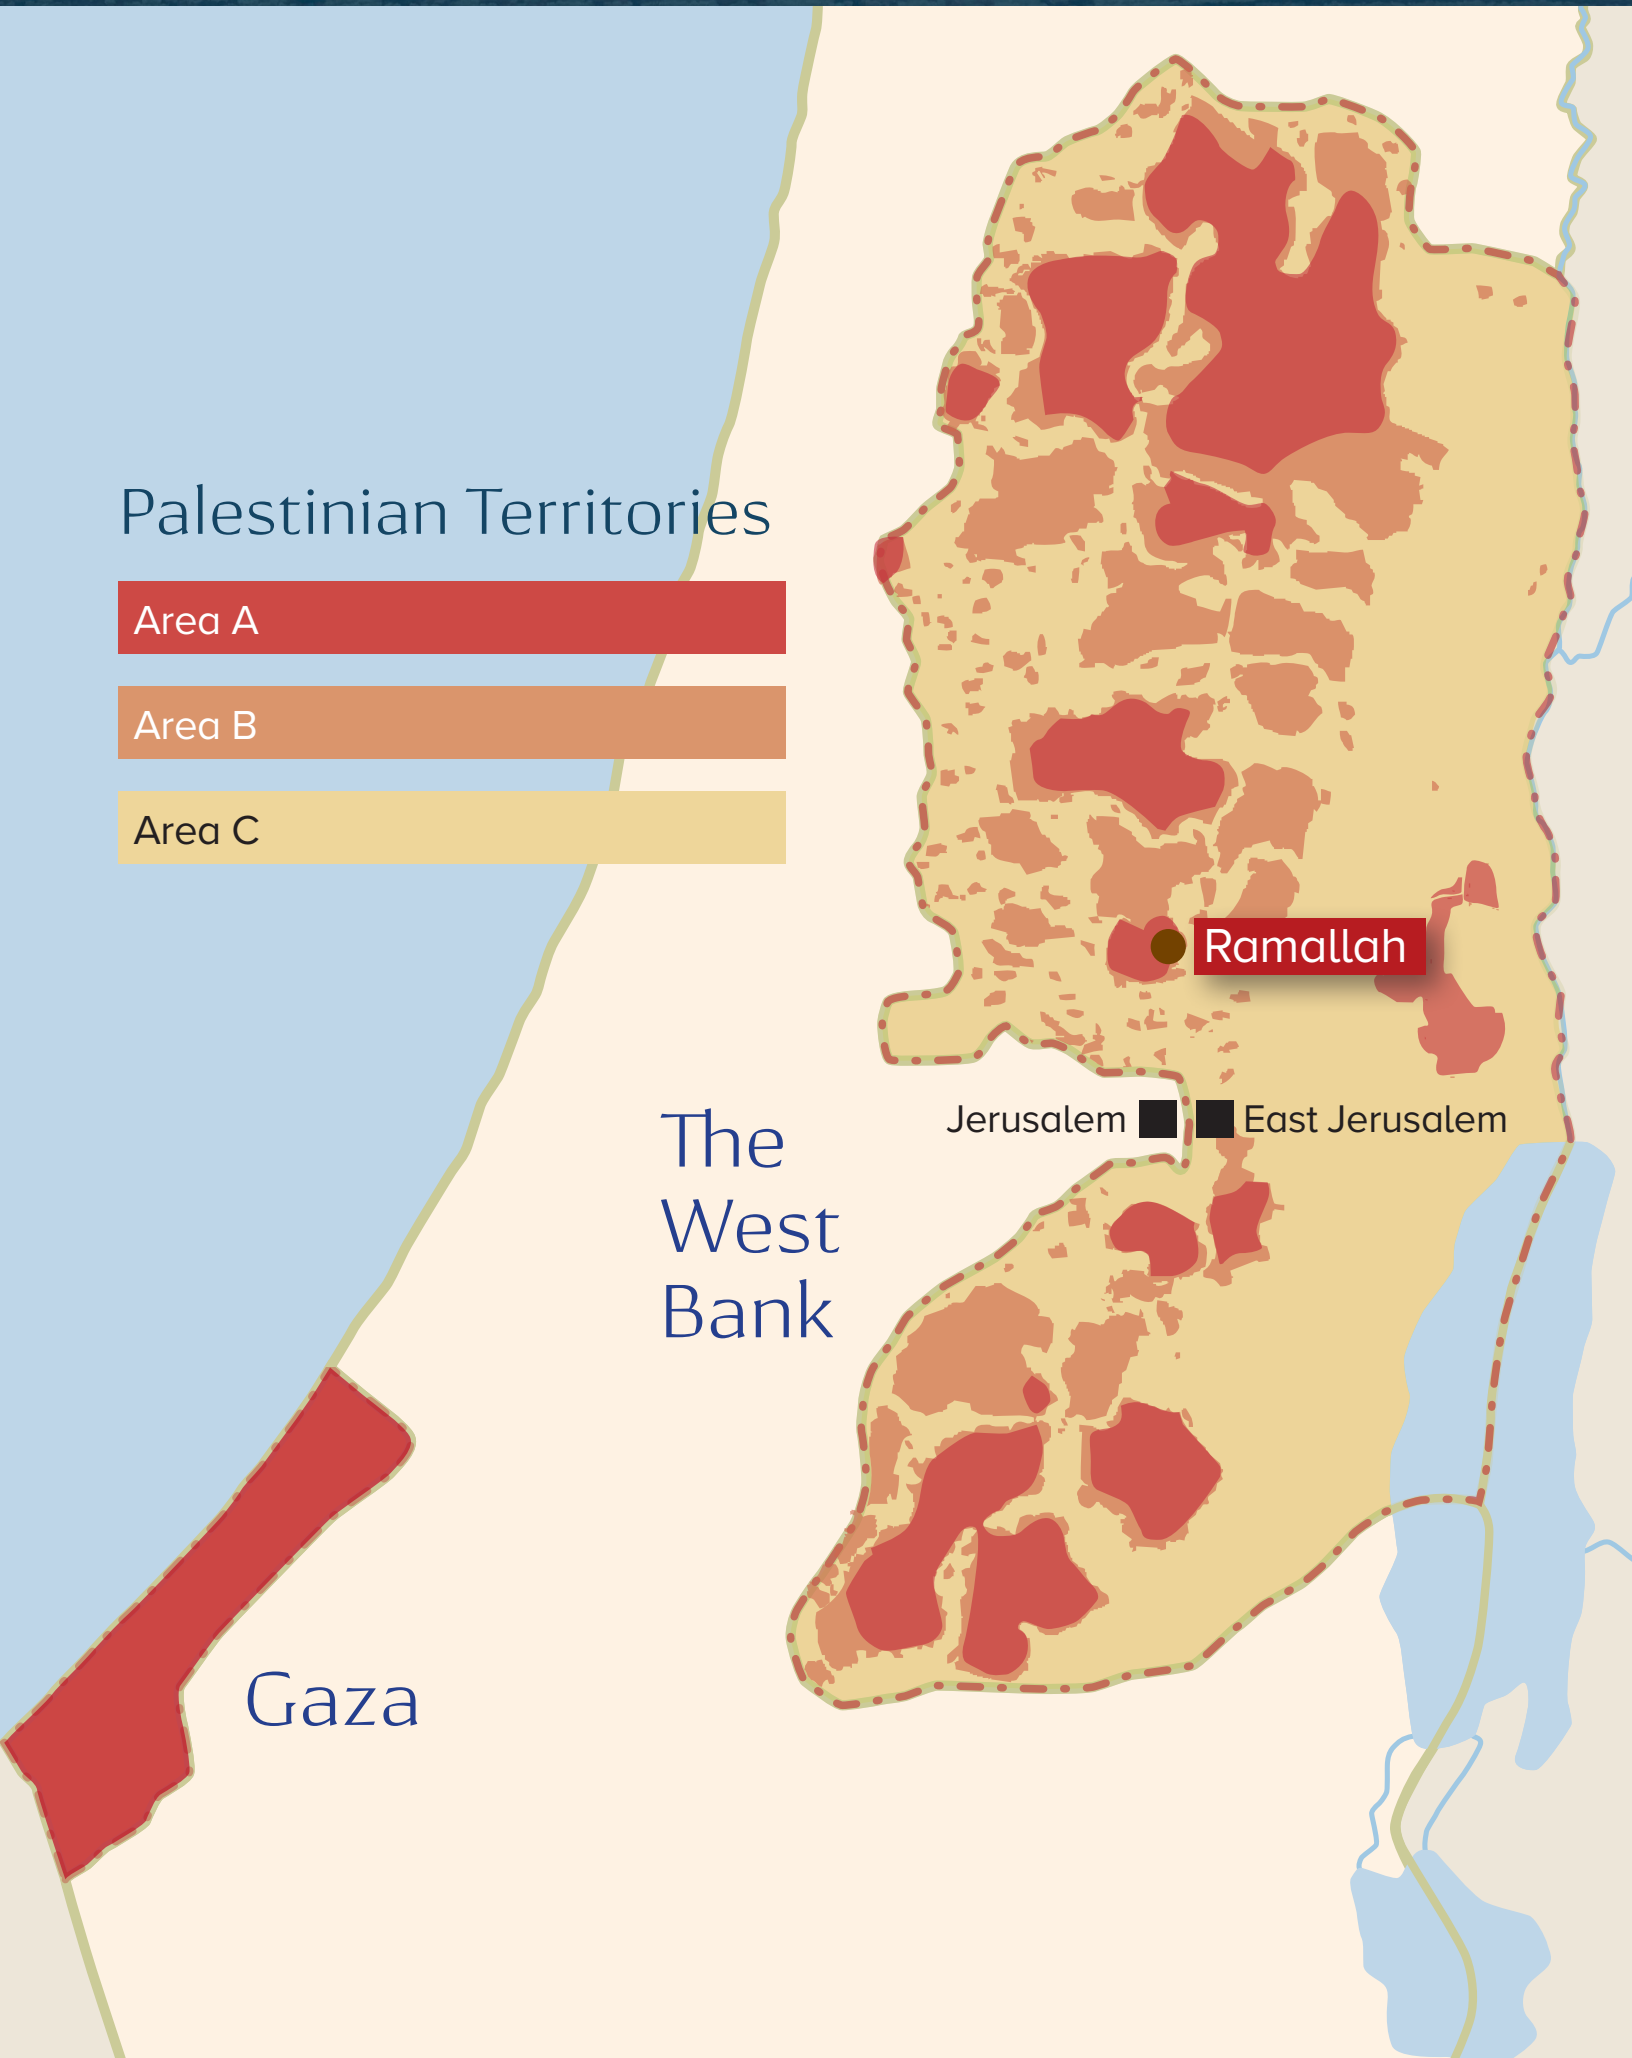 Palestinian Territories
Area A
Area B
Area C
Ramallah
Jerusalem
East Jerusalem
The
West
Bank
Gaza